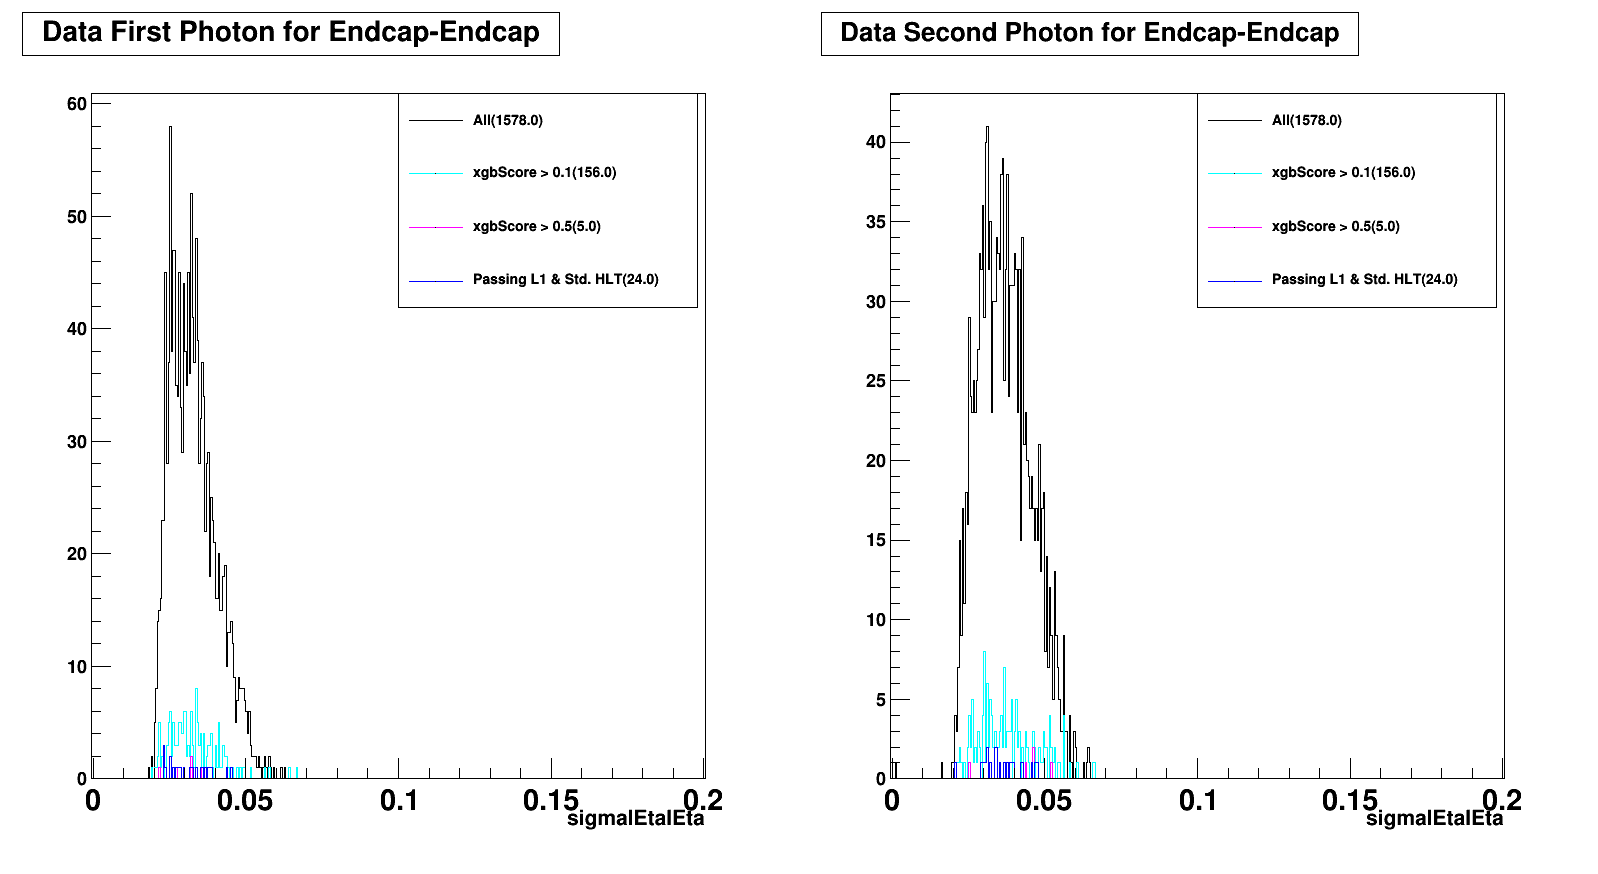 Data First Photon for Endcap-Endcap
60
50
40
30
20
10
0
All(1578.0)
xgbScore > 0.1(156.0)
xgbScore > 0.5(5.0)
Passing L1 & Std. HLT(24.0)
0 0.05 0.1 0.15 0.2
sigmaIEtaIEta
Data Second Photon for Endcap-Endcap
40
35
30
25
20
15
10
5
0
All(1578.0)
xgbScore > 0.1(156.0)
xgbScore > 0.5(5.0)
Passing L1 & Std. HLT(24.0)
0 0.05 0.1 0.15 0.2
sigmaIEtaIEta